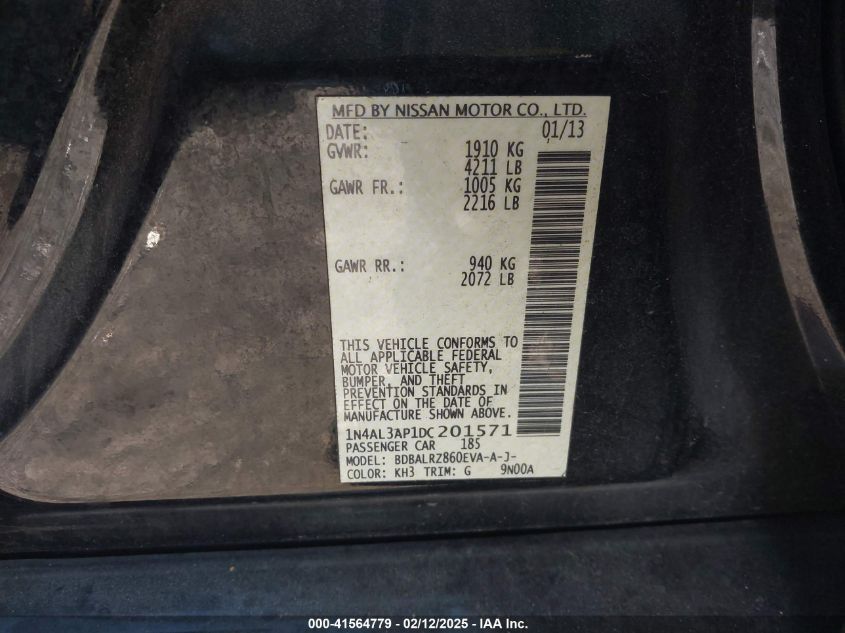 MFD BY NISSAN MOTOR CO., LTD.
DATE: 01/13
GVWR: 1910 KG
4211 LB
GAWR FR.: 1005 KG
2216 LB
GAWR RR.: 940 KG
2072 LB
THIS VEHICLE CONFORMS TO
ALL APPLICABLE FEDERAL
MOTOR VEHICLE SAFETY,
BUMPER, AND THEFT
PREVENTION STANDARDS IN
EFFECT ON THE DATE OF
MANUFACTURE SHOWN ABOVE.
1N4AL3AP1DC201571
PASSENGER CAR 185
MODEL: BDBALRZ860EVA-A-J-
COLOR: KH3 TRIM: G 9N00A
000-41564779 - 02/12/2025 - IAA Inc.